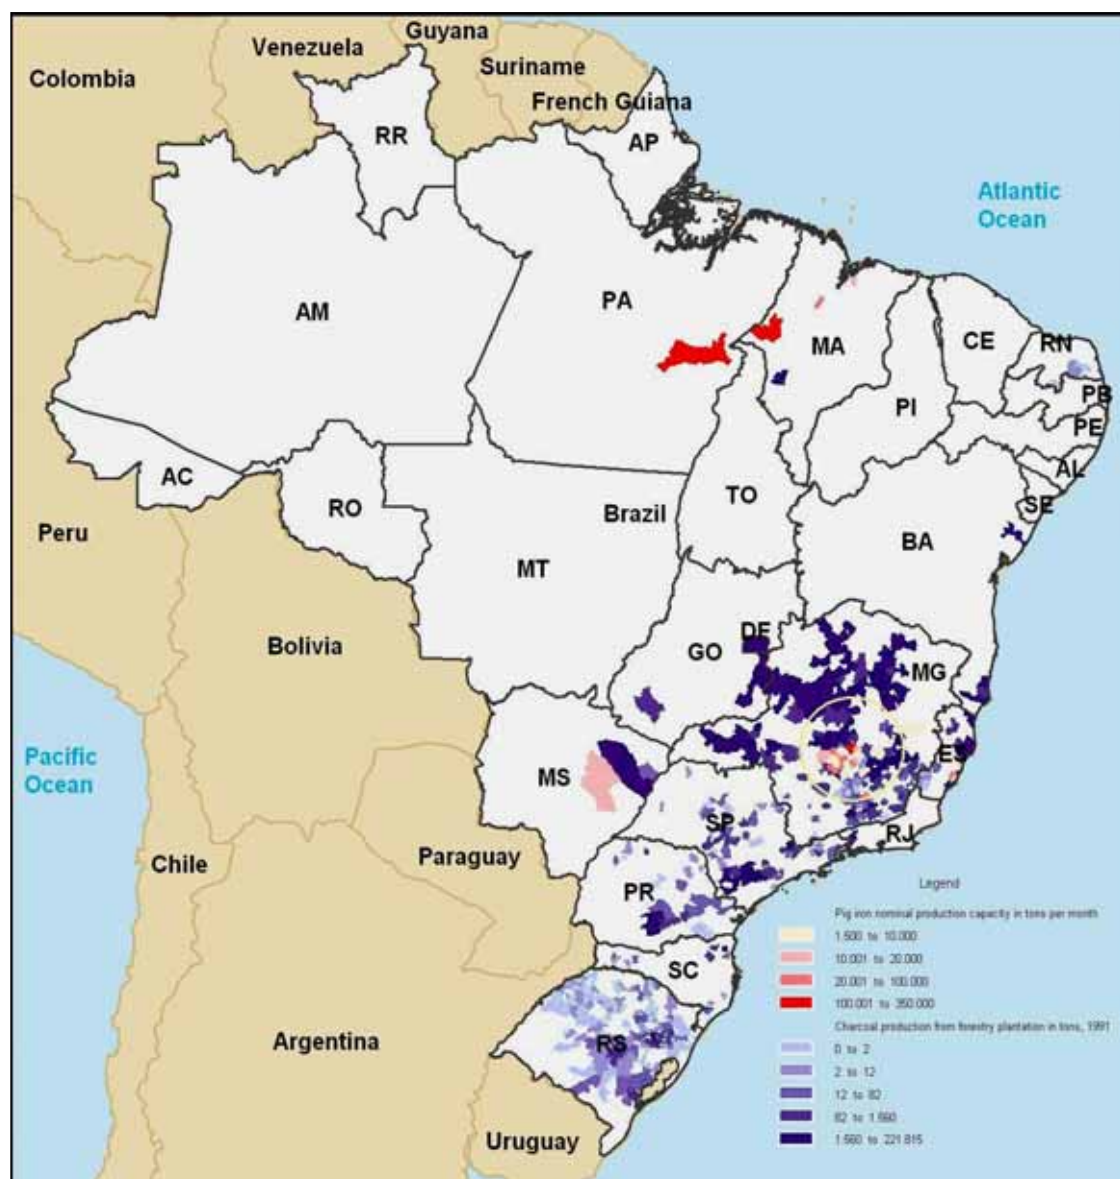 Guyana
Venezuela
Suriname
Colombia
French Guiana
RR
AP
Atlantic
Ocean
AM
PA
MA
CE
RN
PB
PI
PE
AC
AL
TO
SE
RO
Brazil
Peru
BA
MT
Bolivia
DF
GO
MG
Pacific
Ocean
MS
ES
SP
RJ
Chile
Paraguay
PR
SC
RS
Argentina
Uruguay
Legend
Pig iron nominal production capacity in tons per month
1.500 to 10.000
10.001 to 20.000
20.001 to 100.000
100.001 to 350.000
Charcoal production from forestry plantation in tons, 1991
0 to 2
2 to 12
12 to 82
82 to 1.560
1.560 to 221.815